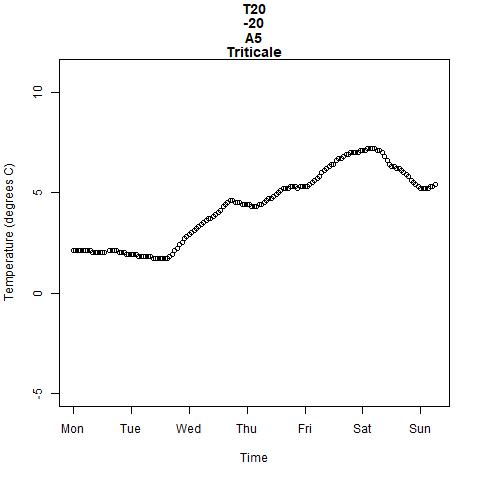 T20
-20
A5
Triticale
Temperature (degrees C)
10
5
0
-5
Mon Tue Wed Thu Fri Sat Sun
Time